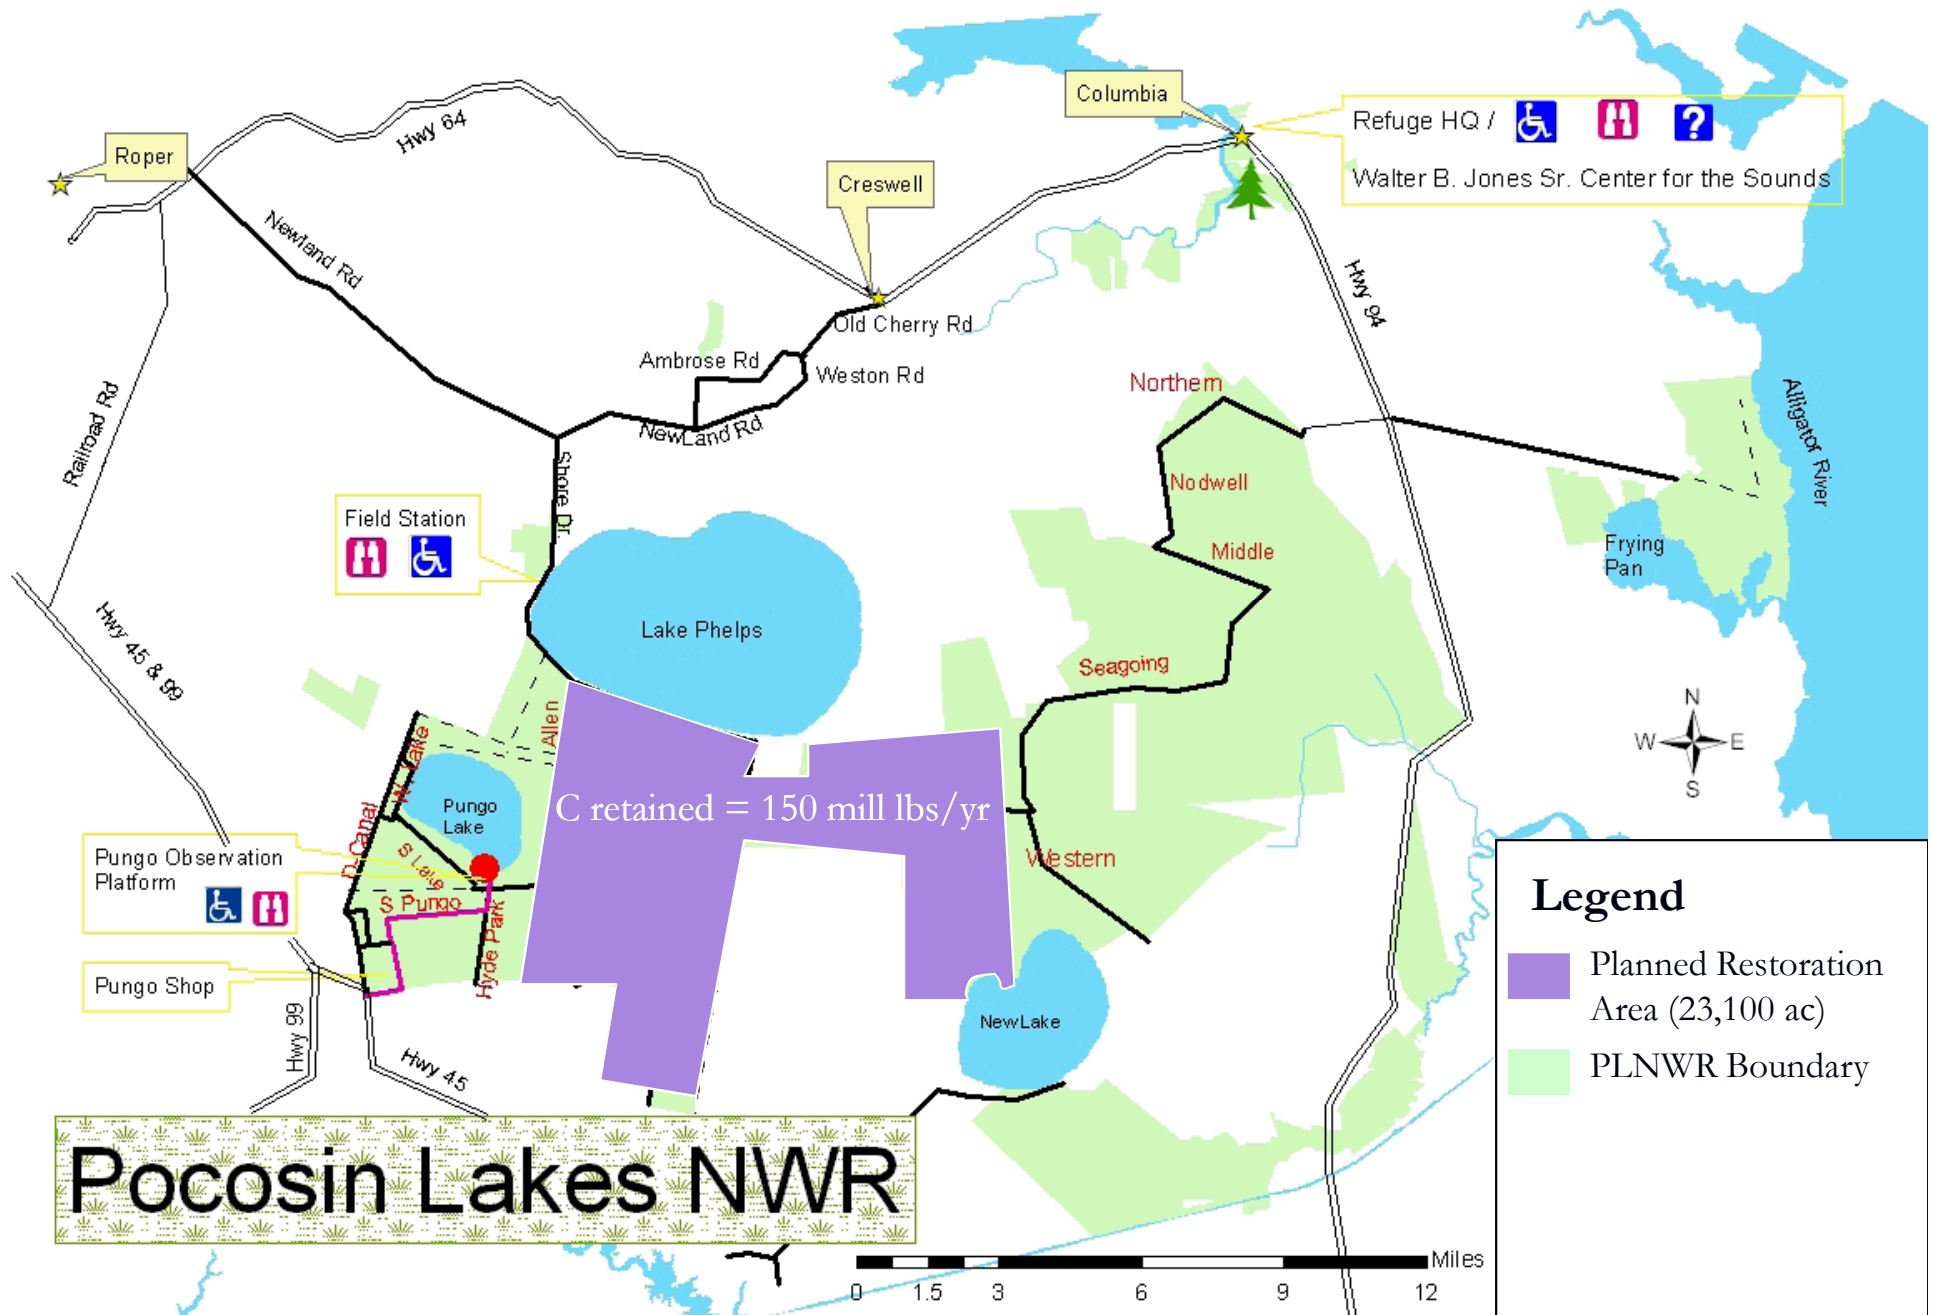 Columbia
Refuge HQ /
?
Walter B. Jones Sr. Center for the Sounds
Hwy 64
Roper
Creswell
Newland Rd
Hwy 94
Old Cherry Rd
Ambrose Rd
Weston Rd
Northern
NewLand Rd
Railroad Rd
Shore Dr.
Alligator River
Nodwell
Field Station
Middle
Frying
Pan
Lake Phelps
Hwy 45 & 99
Seagoing
Allen
W. Lake
N
W
E
S
Pungo
Lake
C retained = 150 mill lbs/yr
D-Canal
S Lake
Western
Pungo Observation
Platform
S Pungo
Hyde Park
Pungo Shop
New Lake
Hwy 99
Hwy 45
Legend
Planned Restoration
Area (23,100 ac)
PLNWR Boundary
Pocosin Lakes NWR
Miles
0 1.5 3 6 9 12